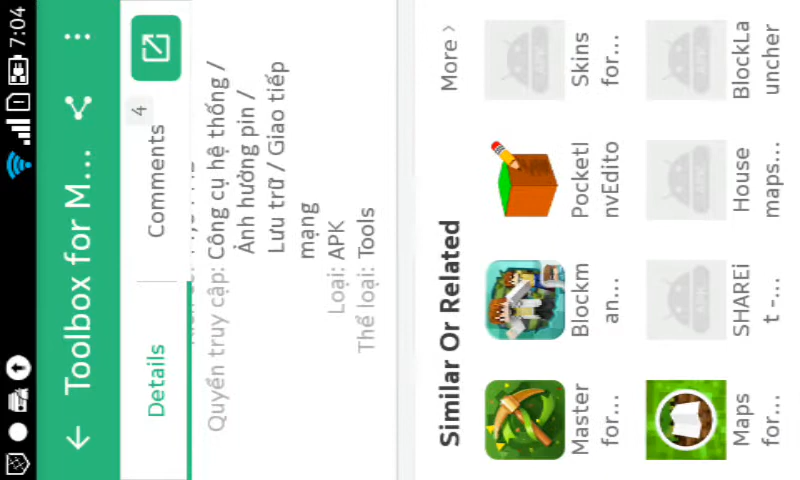 7:04
Toolbox for M...
Details
Comments
4
Quyền truy cập: Công cụ hệ thống /
Ảnh hưởng pin /
Lưu trữ / Giao tiếp
mạng
Loại: APK
Thể loại: Tools
Similar Or Related
More >
Master
for...
Blockm
an...
PocketI
nvEdito
Skins
for...
Maps
for...
SHAREi
t -...
House
maps...
BlockLa
uncher